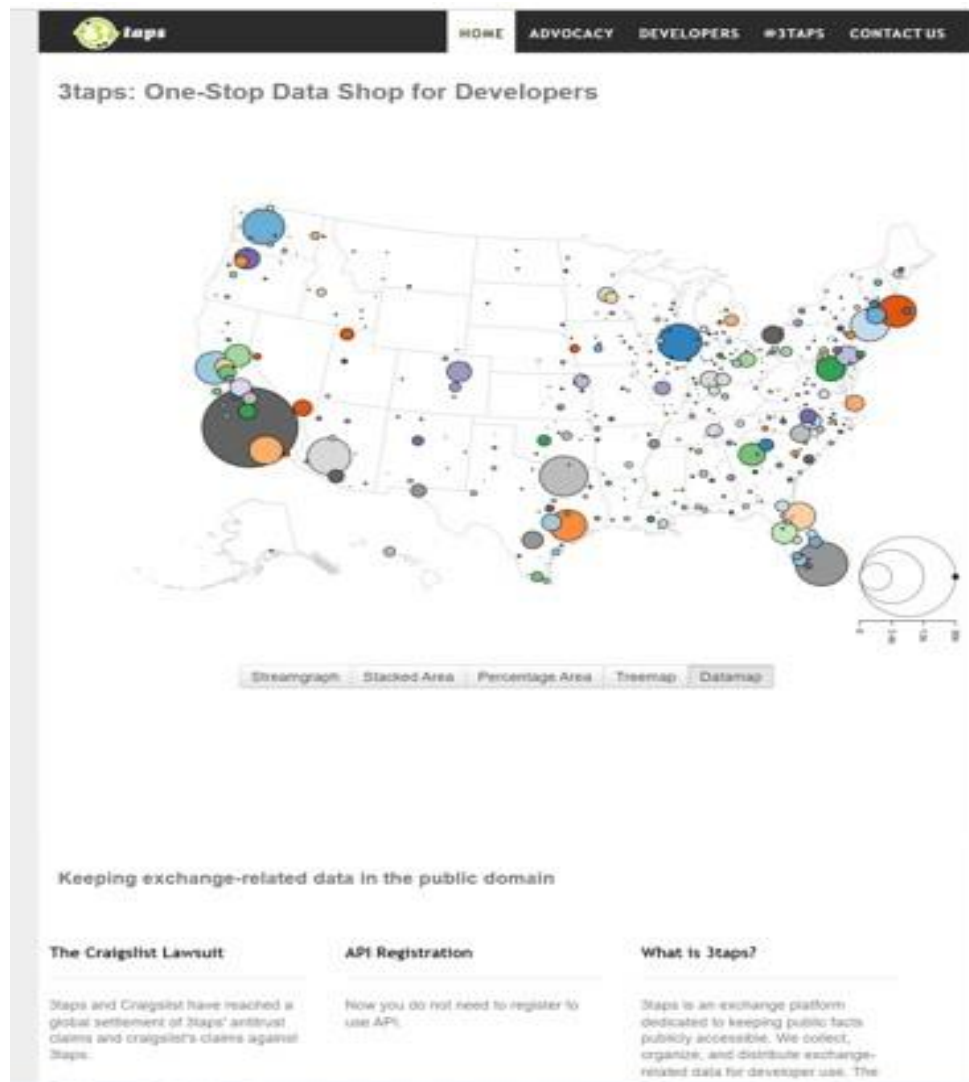 3taps
HOME ADVOCACY DEVELOPERS #3TAPS CONTACT US
3taps: One-Stop Data Shop for Developers
0
Streamgraph Stacked Area Percentage Area Treemap Datamap
Keeping exchange-related data in the public domain
The Craigslist Lawsuit
3taps and Craigslist have reached a
global settlement of 3taps' antitrust
claims and craigslist's claims against
3taps.
API Registration
Now you do not need to register to
use API.
What is 3taps?
3taps is an exchange platform
dedicated to keeping public facts
publicly accessible. We collect,
organize, and distribute exchange-
related data for developer use. The